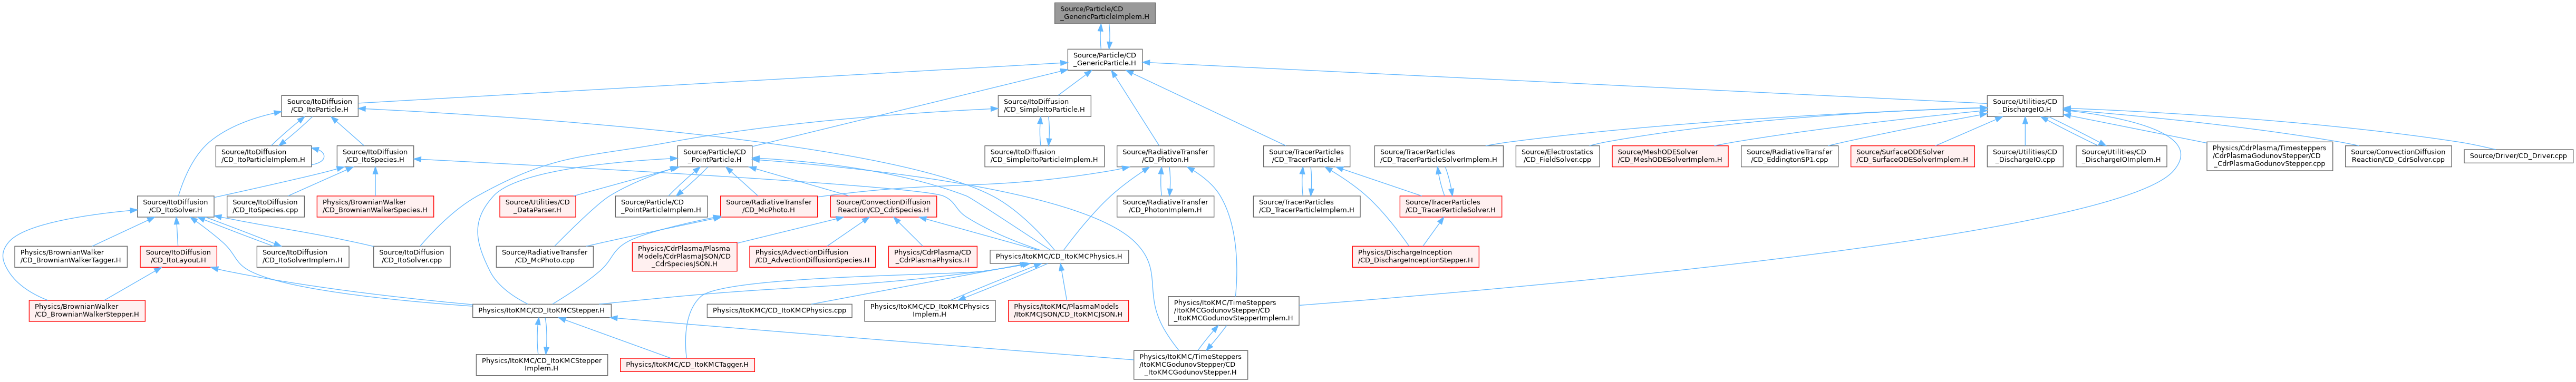 Source/Particle/CD
_GenericParticleImplem.H
Source/Particle/CD
_GenericParticle.H
Source/ItoDiffusion
/CD_ItoParticle.H
Source/ItoDiffusion
/CD_SimpleItoParticle.H
Source/Utilities/CD
_DischargeIO.H
Source/ItoDiffusion
/CD_ItoParticleImplem.H
Source/ItoDiffusion
/CD_ItoSpecies.H
Source/Particle/CD
_PointParticle.H
Source/ItoDiffusion
/CD_SimpleItoParticleImplem.H
Source/RadiativeTransfer
/CD_Photon.H
Source/TracerParticles
/CD_TracerParticle.H
Source/TracerParticles
/CD_TracerParticleSolverImplem.H
Source/Electrostatics
/CD_FieldSolver.cpp
Source/MeshODESolver
/CD_MeshODESolverImplem.H
Source/RadiativeTransfer
/CD_EddingtonSP1.cpp
Source/SurfaceODESolver
/CD_SurfaceODESolverImplem.H
Source/Utilities/CD
_DischargeIO.cpp
Source/Utilities/CD
_DischargeIOImplem.H
Physics/CdrPlasma/Timesteppers
/CdrPlasmaGodunovStepper/CD
_CdrPlasmaGodunovStepper.cpp
Source/ConvectionDiffusion
Reaction/CD_CdrSolver.cpp
Source/Driver/CD_Driver.cpp
Source/ItoDiffusion
/CD_ItoSolver.H
Source/ItoDiffusion
/CD_ItoSpecies.cpp
Physics/BrownianWalker
/CD_BrownianWalkerSpecies.H
Source/Utilities/CD
_DataParser.H
Source/Particle/CD
_PointParticleImplem.H
Source/RadiativeTransfer
/CD_McPhoto.H
Source/ConvectionDiffusion
Reaction/CD_CdrSpecies.H
Source/RadiativeTransfer
/CD_PhotonImplem.H
Source/TracerParticles
/CD_TracerParticleImplem.H
Source/TracerParticles
/CD_TracerParticleSolver.H
Physics/BrownianWalker
/CD_BrownianWalkerTagger.H
Source/ItoDiffusion
/CD_ItoLayout.H
Source/ItoDiffusion
/CD_ItoSolverImplem.H
Source/ItoDiffusion
/CD_ItoSolver.cpp
Source/RadiativeTransfer
/CD_McPhoto.cpp
Physics/CdrPlasma/Plasma
Models/CdrPlasmaJSON/CD
_CdrSpeciesJSON.H
Physics/AdvectionDiffusion
/CD_AdvectionDiffusionSpecies.H
Physics/CdrPlasma/CD
_CdrPlasmaPhysics.H
Physics/ItoKMC/CD_ItoKMCPhysics.H
Physics/DischargeInception
/CD_DischargeInceptionStepper.H
Physics/BrownianWalker
/CD_BrownianWalkerStepper.H
Physics/ItoKMC/CD_ItoKMCStepper.H
Physics/ItoKMC/CD_ItoKMCPhysics.cpp
Physics/ItoKMC/CD_ItoKMCPhysics
Implem.H
Physics/ItoKMC/PlasmaModels
/ItoKMCJSON/CD_ItoKMCJSON.H
Physics/ItoKMC/TimeSteppers
/ItoKMCGodunovStepper/CD
_ItoKMCGodunovStepperImplem.H
Physics/ItoKMC/CD_ItoKMCStepper
Implem.H
Physics/ItoKMC/CD_ItoKMCTagger.H
Physics/ItoKMC/TimeSteppers
/ItoKMCGodunovStepper/CD
_ItoKMCGodunovStepper.H